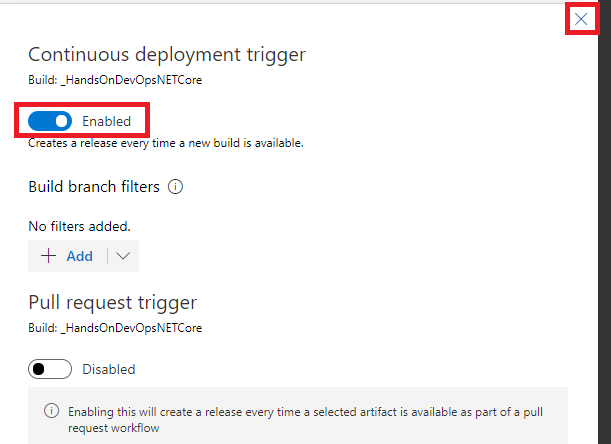 Continuous deployment trigger
Build: _HandsOnDevOpsNETCore
Enabled
Creates a release every time a new build is available.
Build branch filters
No filters added.
Add
Pull request trigger
Build: _HandsOnDevOpsNETCore
Disabled
Enabling this will create a release every time a selected artifact is available as part of a pull
request workflow